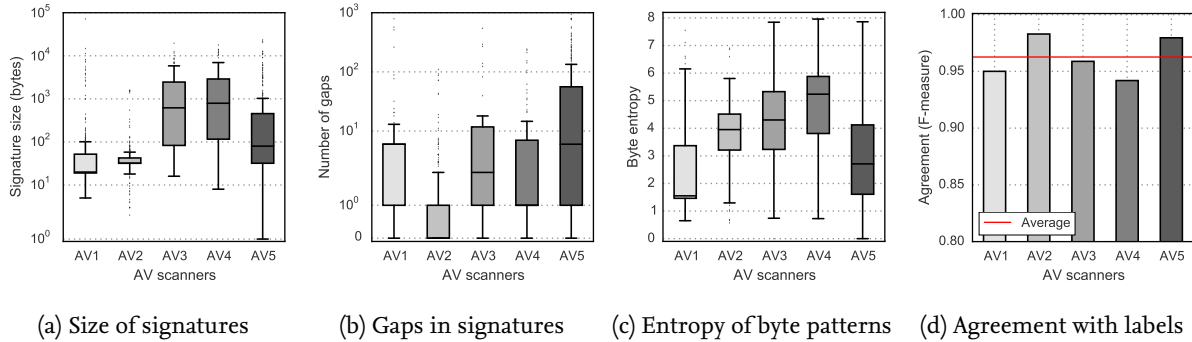 10^5
10^4
10^3
10^2
10^1
10^0
Signature size (bytes)
AV1 AV2 AV3 AV4 AV5
AV scanners
10^3
10^2
10^1
10^0
0
Number of gaps
AV1 AV2 AV3 AV4 AV5
AV scanners
8
7
6
5
4
3
2
1
0
Byte entropy
AV1 AV2 AV3 AV4 AV5
AV scanners
1.00
0.95
0.90
0.85
0.80
Agreement (F-measure)
Average
AV1 AV2 AV3 AV4 AV5
AV scanners
(a) Size of signatures
(b) Gaps in signatures
(c) Entropy of byte patterns
(d) Agreement with labels